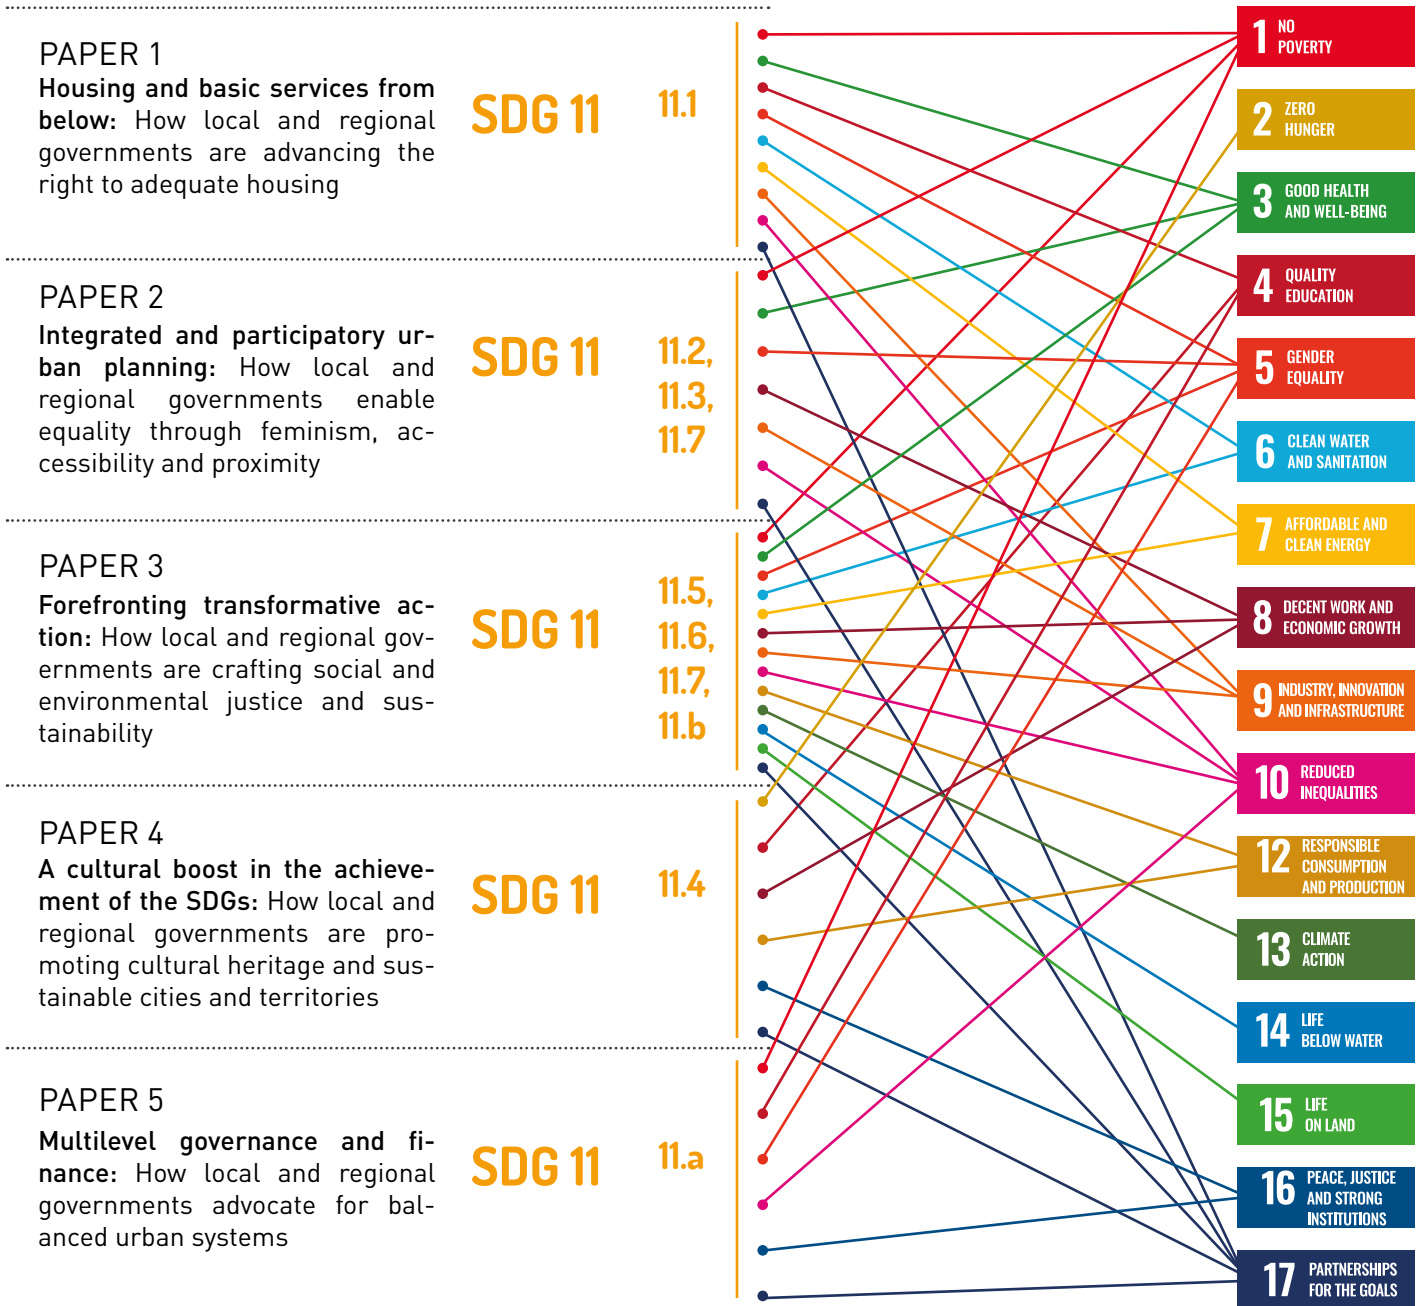 PAPER 1
Housing and basic services from
below: How local and regional
governments are advancing the
right to adequate housing
SDG 11
11.1
PAPER 2
Integrated and participatory ur-
ban planning: How local and
regional governments enable
equality through feminism, ac-
cessibility and proximity
SDG 11
11.2,
11.3,
11.7
PAPER 3
Forefronting transformative ac-
tion: How local and regional gov-
ernments are crafting social and
environmental justice and sus-
tainability
SDG 11
11.5,
11.6,
11.7,
11.b
PAPER 4
A cultural boost in the achieve-
ment of the SDGs: How local and
regional governments are pro-
moting cultural heritage and sus-
tainable cities and territories
SDG 11
11.4
PAPER 5
Multilevel governance and fi-
nance: How local and regional
governments advocate for bal-
anced urban systems
SDG 11
11.a
1 NO
POVERTY
2 ZERO
HUNGER
3 GOOD HEALTH
AND WELL-BEING
4 QUALITY
EDUCATION
5 GENDER
EQUALITY
6 CLEAN WATER
AND SANITATION
7 AFFORDABLE AND
CLEAN ENERGY
8 DECENT WORK AND
ECONOMIC GROWTH
9 INDUSTRY, INNOVATION
AND INFRASTRUCTURE
10 REDUCED
INEQUALITIES
12 RESPONSIBLE
CONSUMPTION
AND PRODUCTION
13 CLIMATE
ACTION
14 LIFE
BELOW WATER
15 LIFE
ON LAND
16 PEACE, JUSTICE
AND STRONG
INSTITUTIONS
17 PARTNERSHIPS
FOR THE GOALS